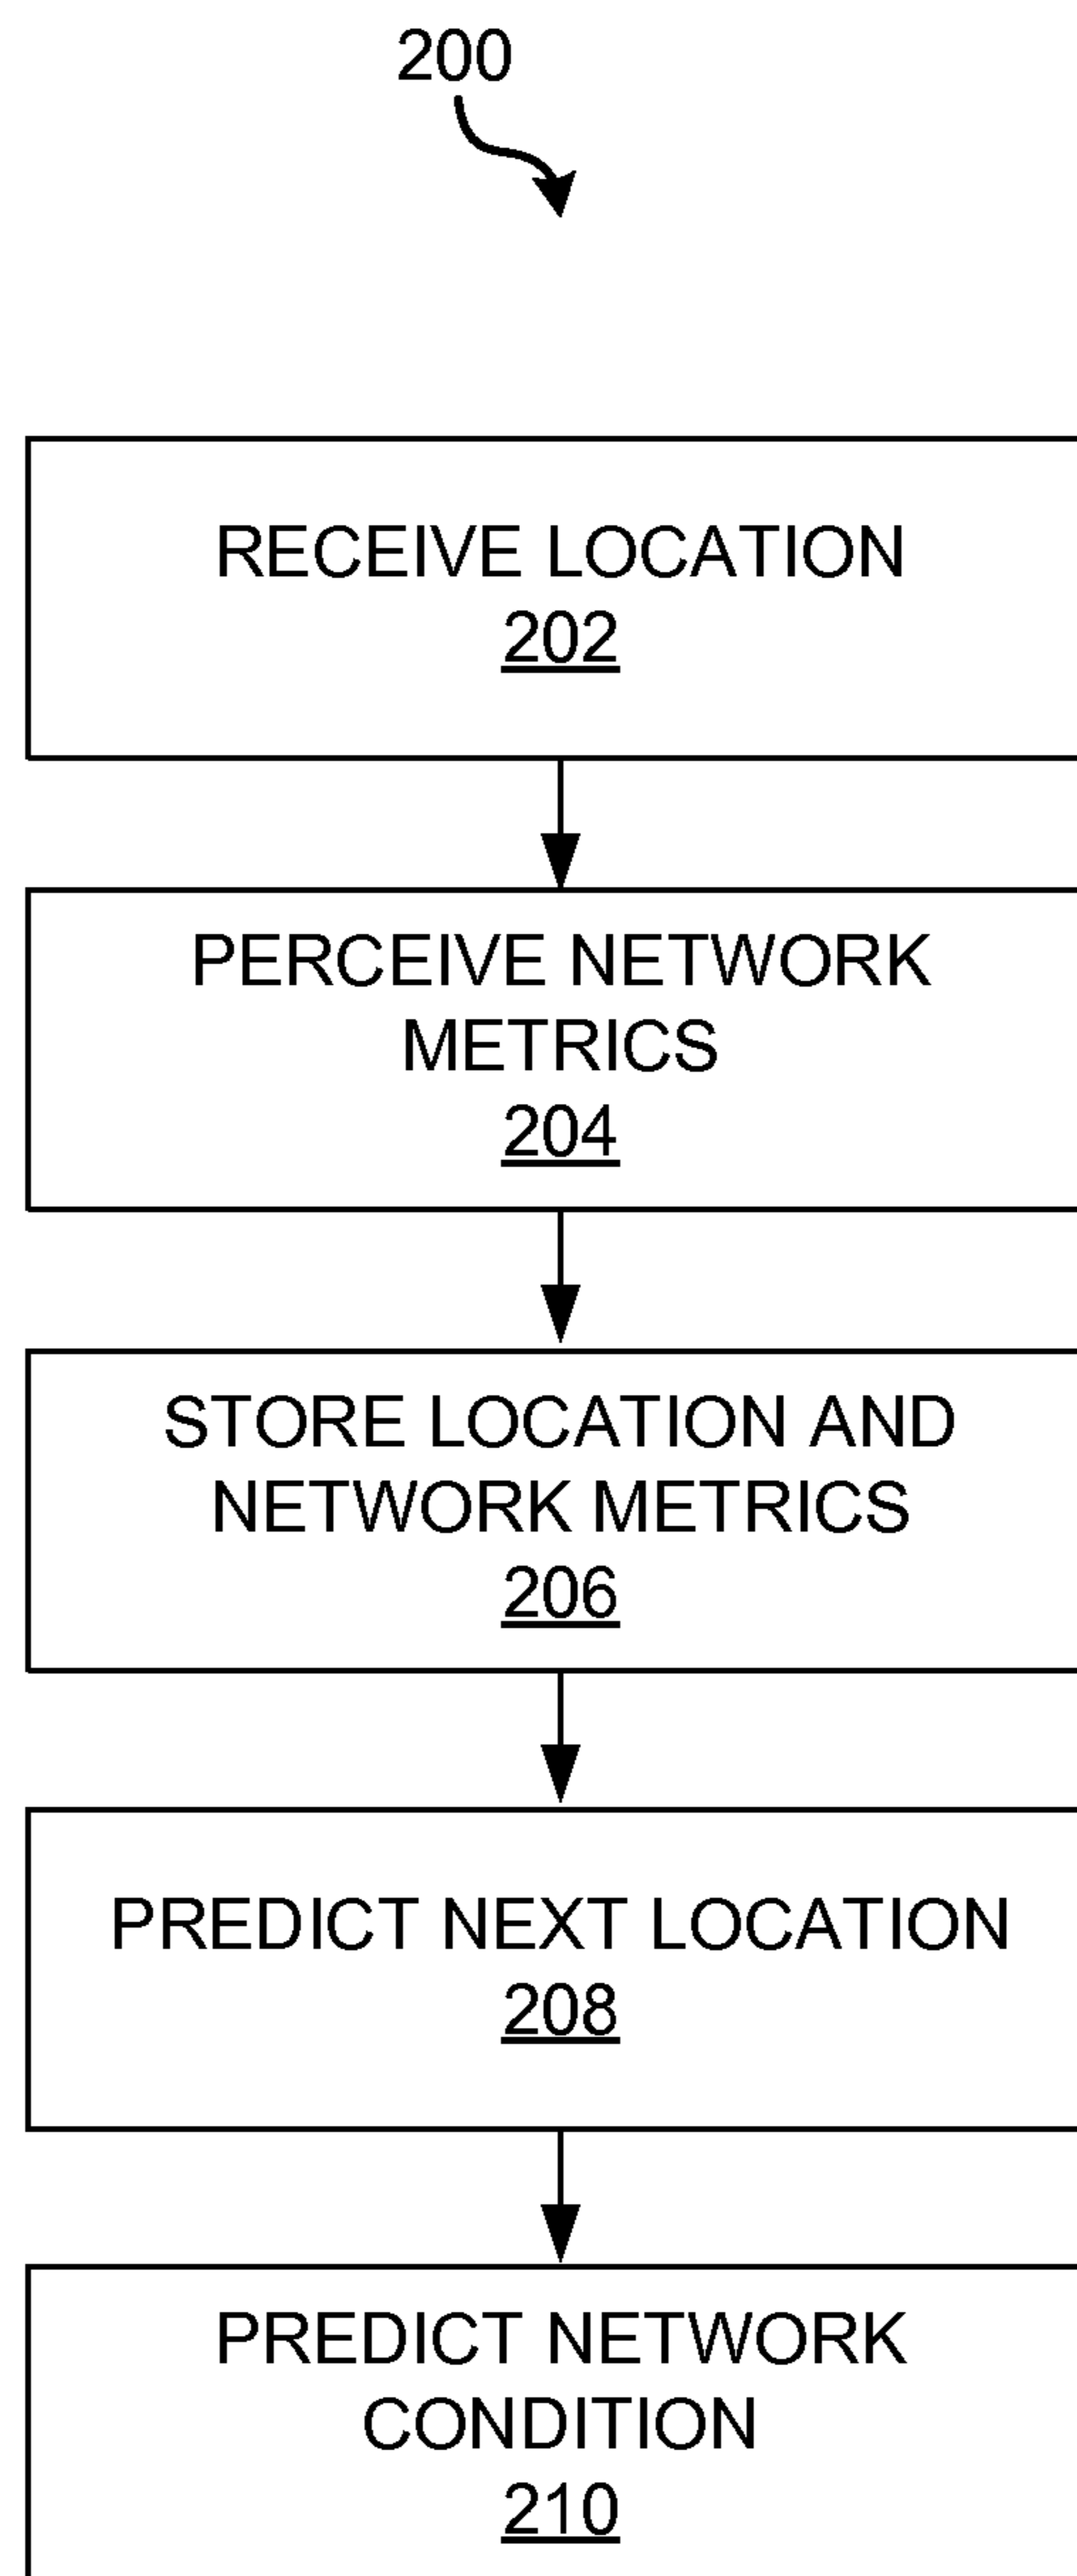 200
RECEIVE LOCATION
202
PERCEIVE NETWORK
METRICS
204
STORE LOCATION AND
NETWORK METRICS
206
PREDICT NEXT LOCATION
208
PREDICT NETWORK
CONDITION
210